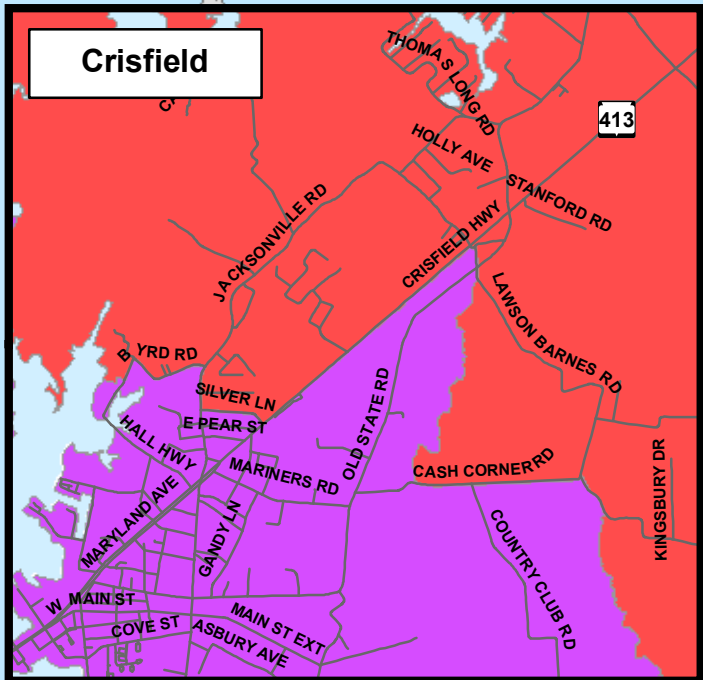 Crisfield
THOMAS LONG RD
413
HOLLY AVE
STANFORD RD
JACKSONVILLE RD
CRISFIELD HWY
LAWSON BARNES RD
BYRD RD
SILVER LN
E PEAR ST
HALL HWY
OLD STATE RD
MARINERS RD
CASH CORNER RD
KINGSBURY DR
MARYLAND AVE
GANDY LN
COUNTRY CLUB RD
W MAIN ST
MAIN ST EXT
COVE ST
ASBURY AVE